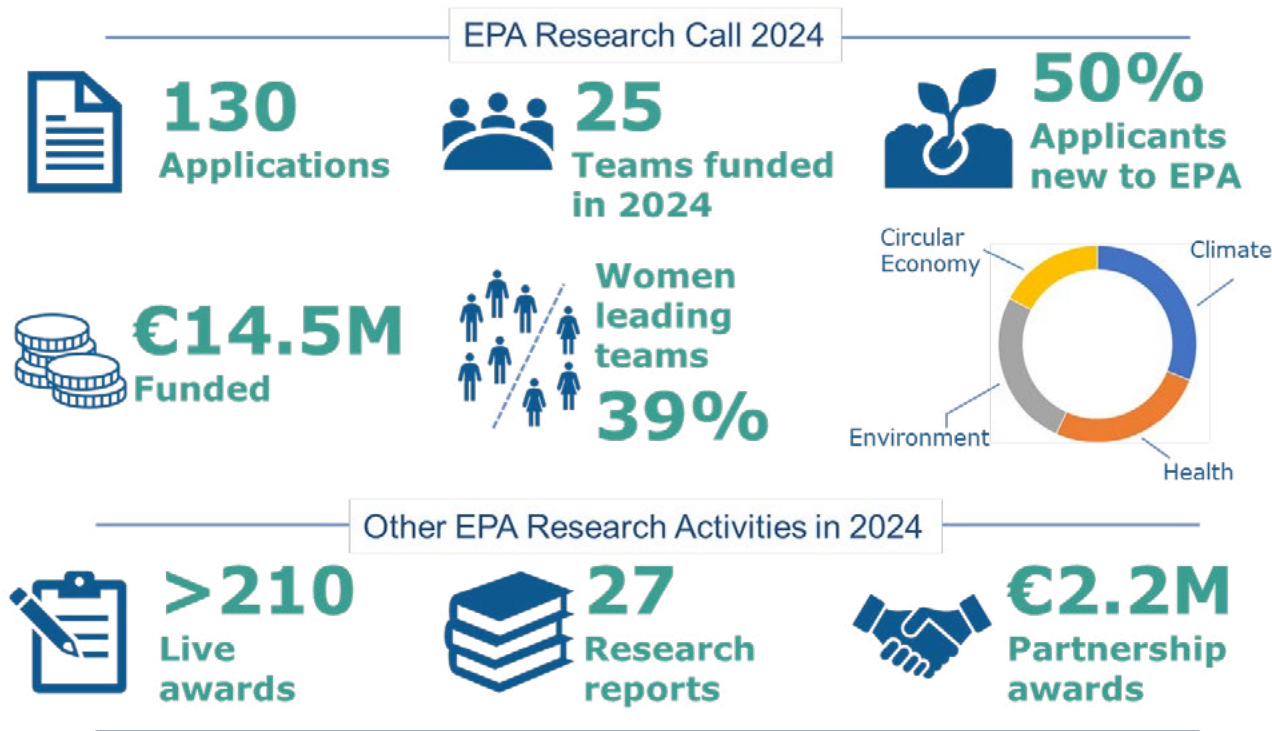 EPA Research Call 2024
130
Applications
25
Teams funded
in 2024
50%
Applicants
new to EPA
€14.5M
Funded
Women
leading
teams
39%
Circular
Economy
Climate
Environment
Health
Other EPA Research Activities in 2024
>210
Live
awards
27
Research
reports
€2.2M
Partnership
awards